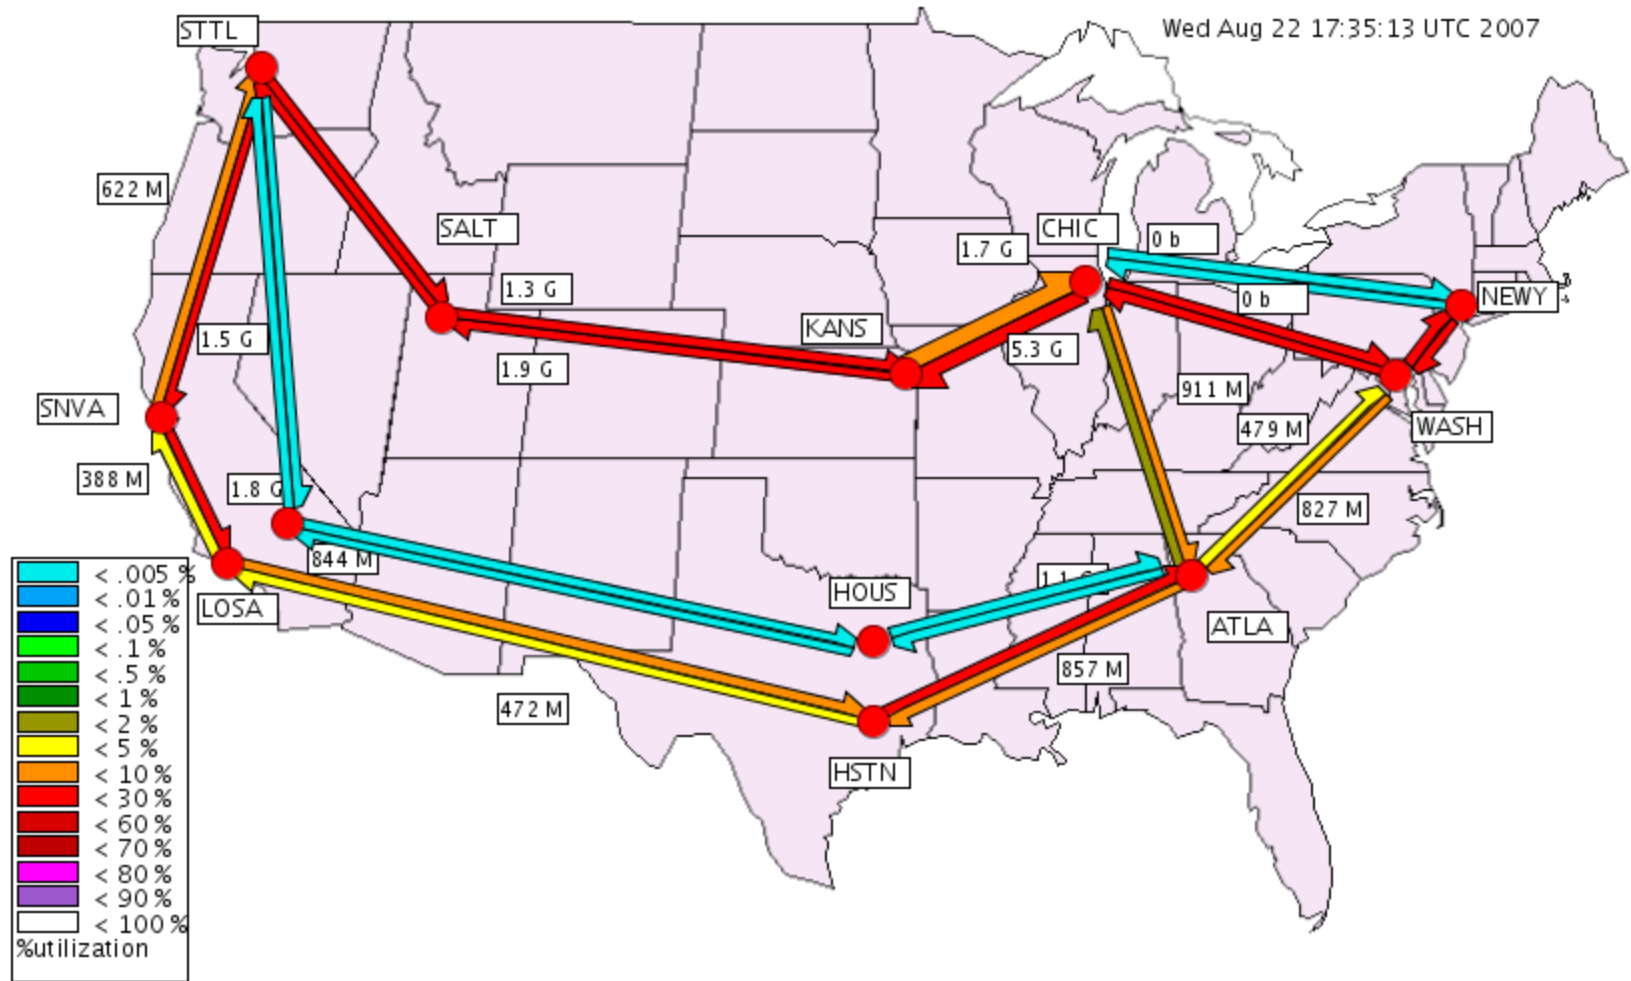 STTL
Wed Aug 22 17:35:13 UTC 2007
622 M
SALT
CHIC
0 b
1.7 G
1.3 G
0 b
NEWY
KANS
1.5 G
5.3 G
1.9 G
911 M
SNVA
479 M
WASH
388 M
1.8 G
827 M
844 M
HOUS
1.1
LOSA
ATLA
857 M
472 M
HSTN
< .005 %
< .01 %
< .05 %
< .1 %
< .5 %
< 1 %
< 2 %
< 5 %
< 10 %
< 30 %
< 60 %
< 70 %
< 80 %
< 90 %
< 100 %
%utilization